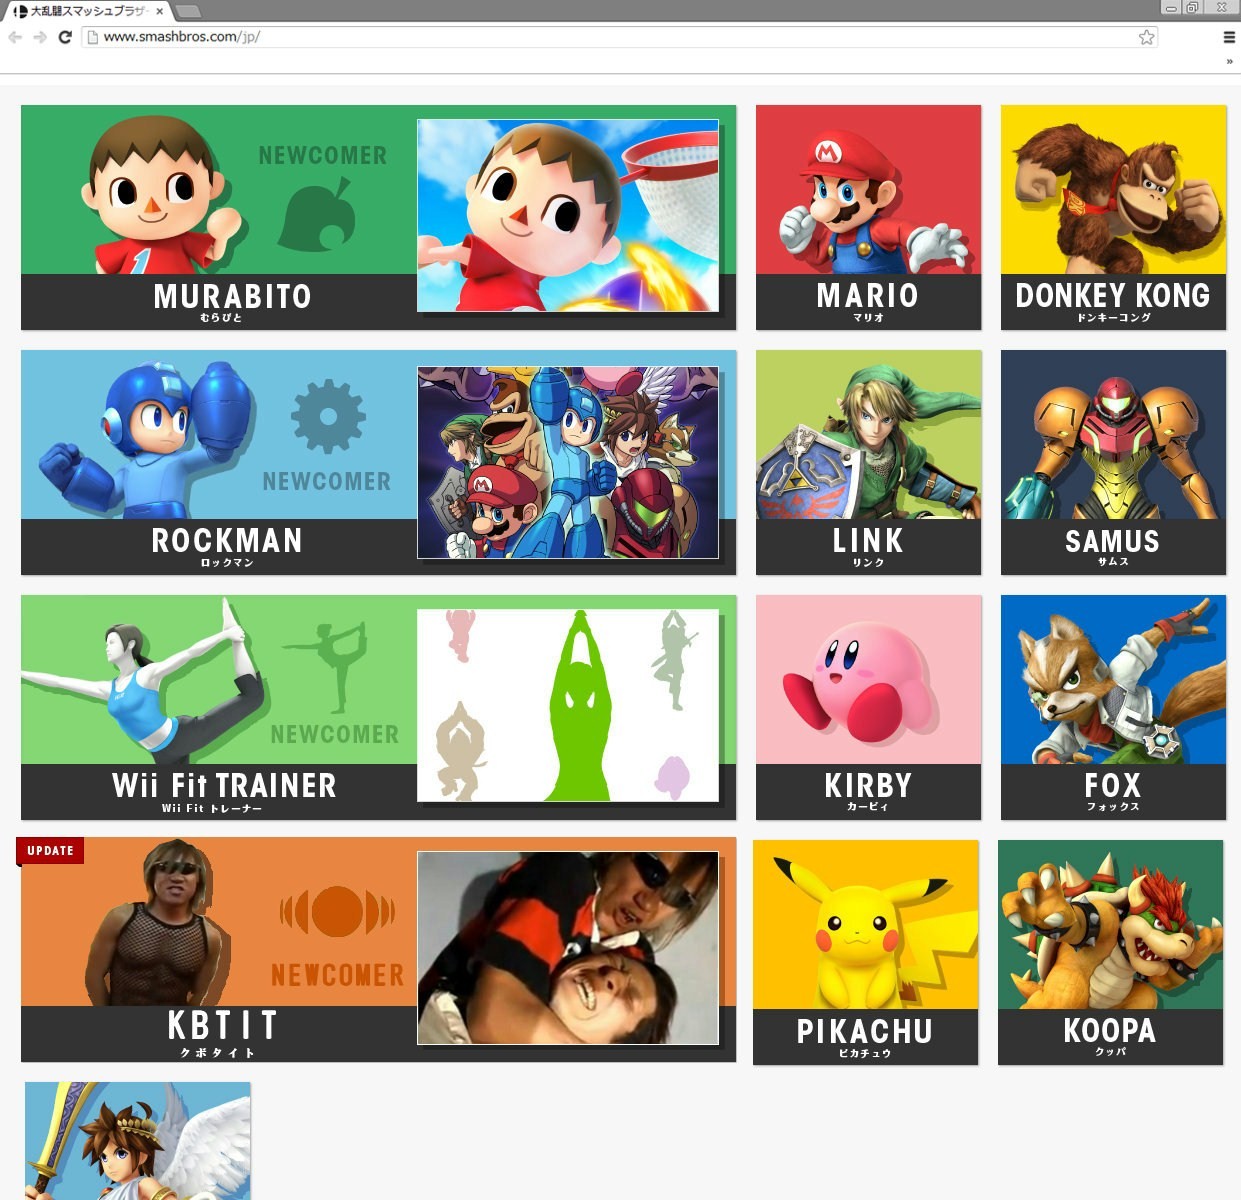 大乱闘スマッシュブラザー
www.smashbros.com/jp/
NEWCOMER
MURABITO
むらびと
MARIO
マリオ
DONKEY KONG
ドンキーコング
NEWCOMER
ROCKMAN
ロックマン
LINK
リンク
SAMUS
サムス
NEWCOMER
Wii Fit TRAINER
Wii Fit トレーナー
KIRBY
カービィ
FOX
フォックス
UPDATE
NEWCOMER
KBTIT
クボタイト
PIKACHU
ピカチュウ
KOOPA
クッパ